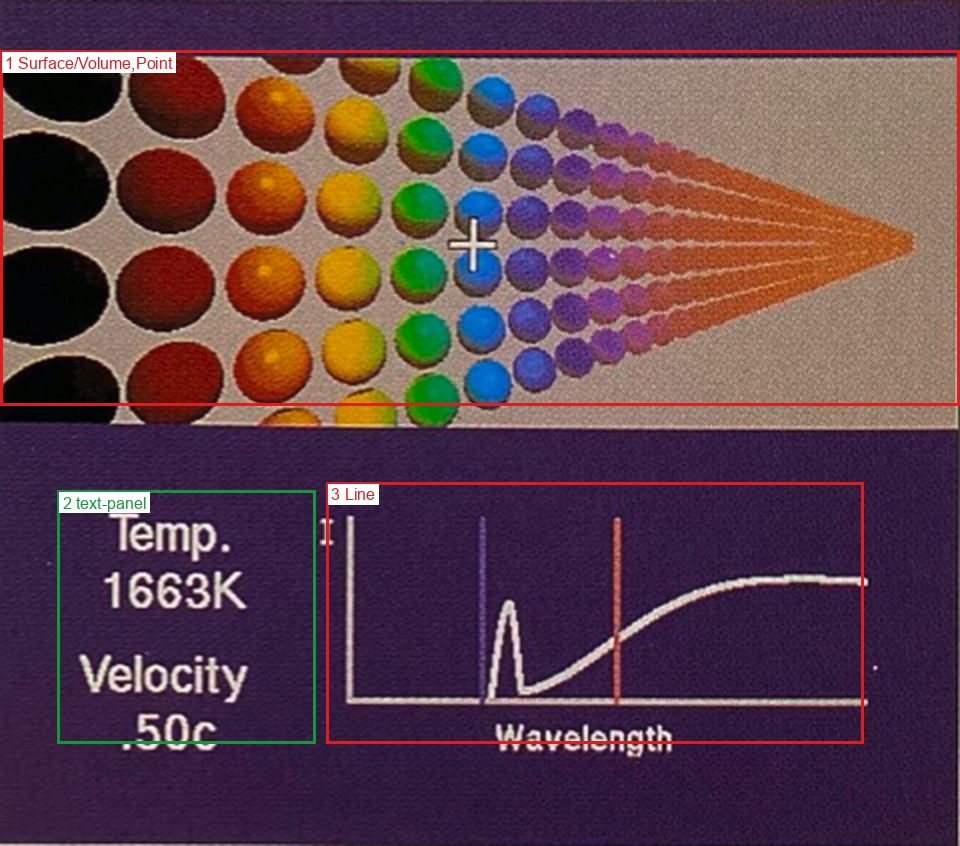 1 Surface/Volume,Point
2 text-panel
3 Line
Temp.
1663K
Velocity
.50c
I
Wavelength